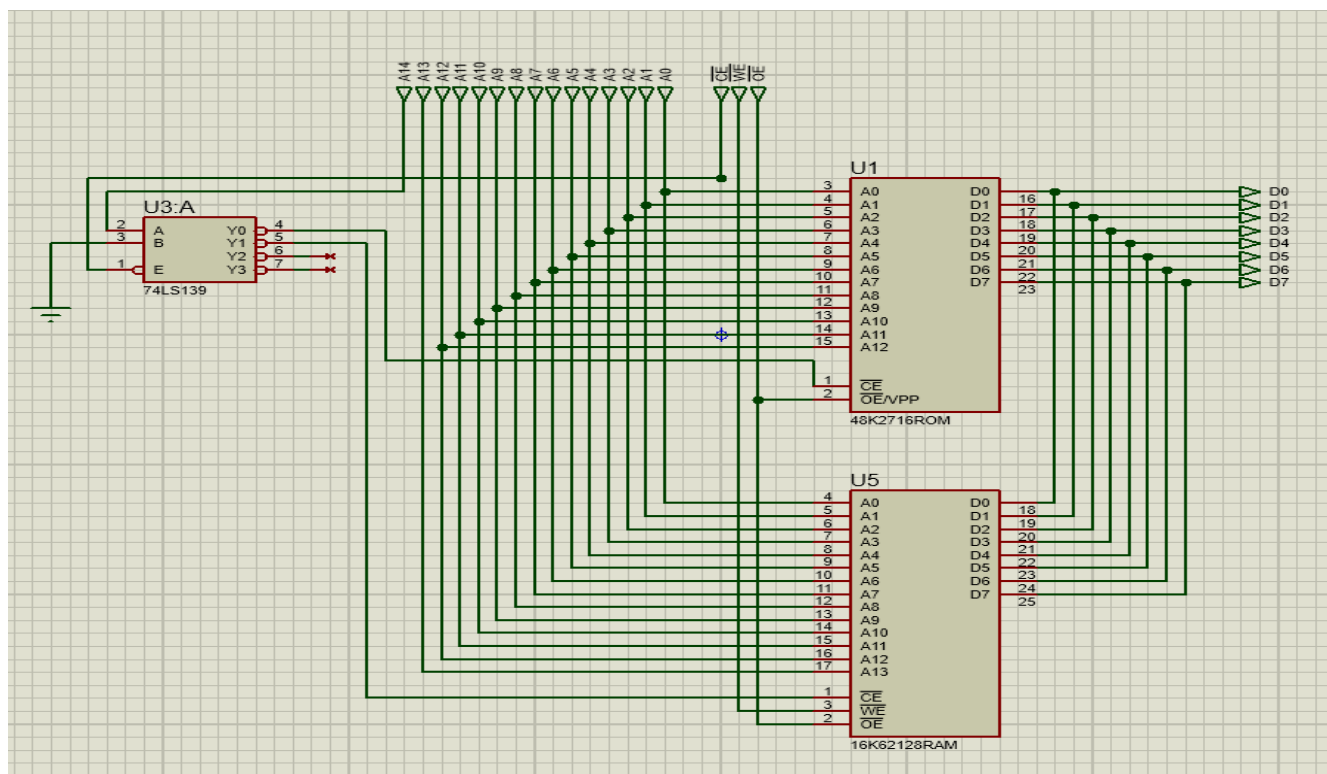 A14 A13 A12 A11 A10 A9 A8 A7 A6 A5 A4 A3 A2 A1 A0 CE WE OE
U3:A
2 A Y0 4
3 B Y1 5
Y2 6
1 E Y3 7
74LS139
U1
3 A0 D0 16 D0
4 A1 D1 17 D1
5 A2 D2 18 D2
6 A3 D3 19 D3
7 A4 D4 20 D4
8 A5 D5 21 D5
9 A6 D6 22 D6
10 A7 D7 23 D7
11 A8
12 A9
13 A10
14 A11
15 A12
1 CE
2 OE/VPP
48K2716ROM
U5
4 A0 D0 18
5 A1 D1 19
6 A2 D2 20
7 A3 D3 21
8 A4 D4 22
9 A5 D5 23
10 A6 D6 24
11 A7 D7 25
12 A8
13 A9
14 A10
15 A11
16 A12
17 A13
1 CE
3 WE
2 OE
16K62128RAM